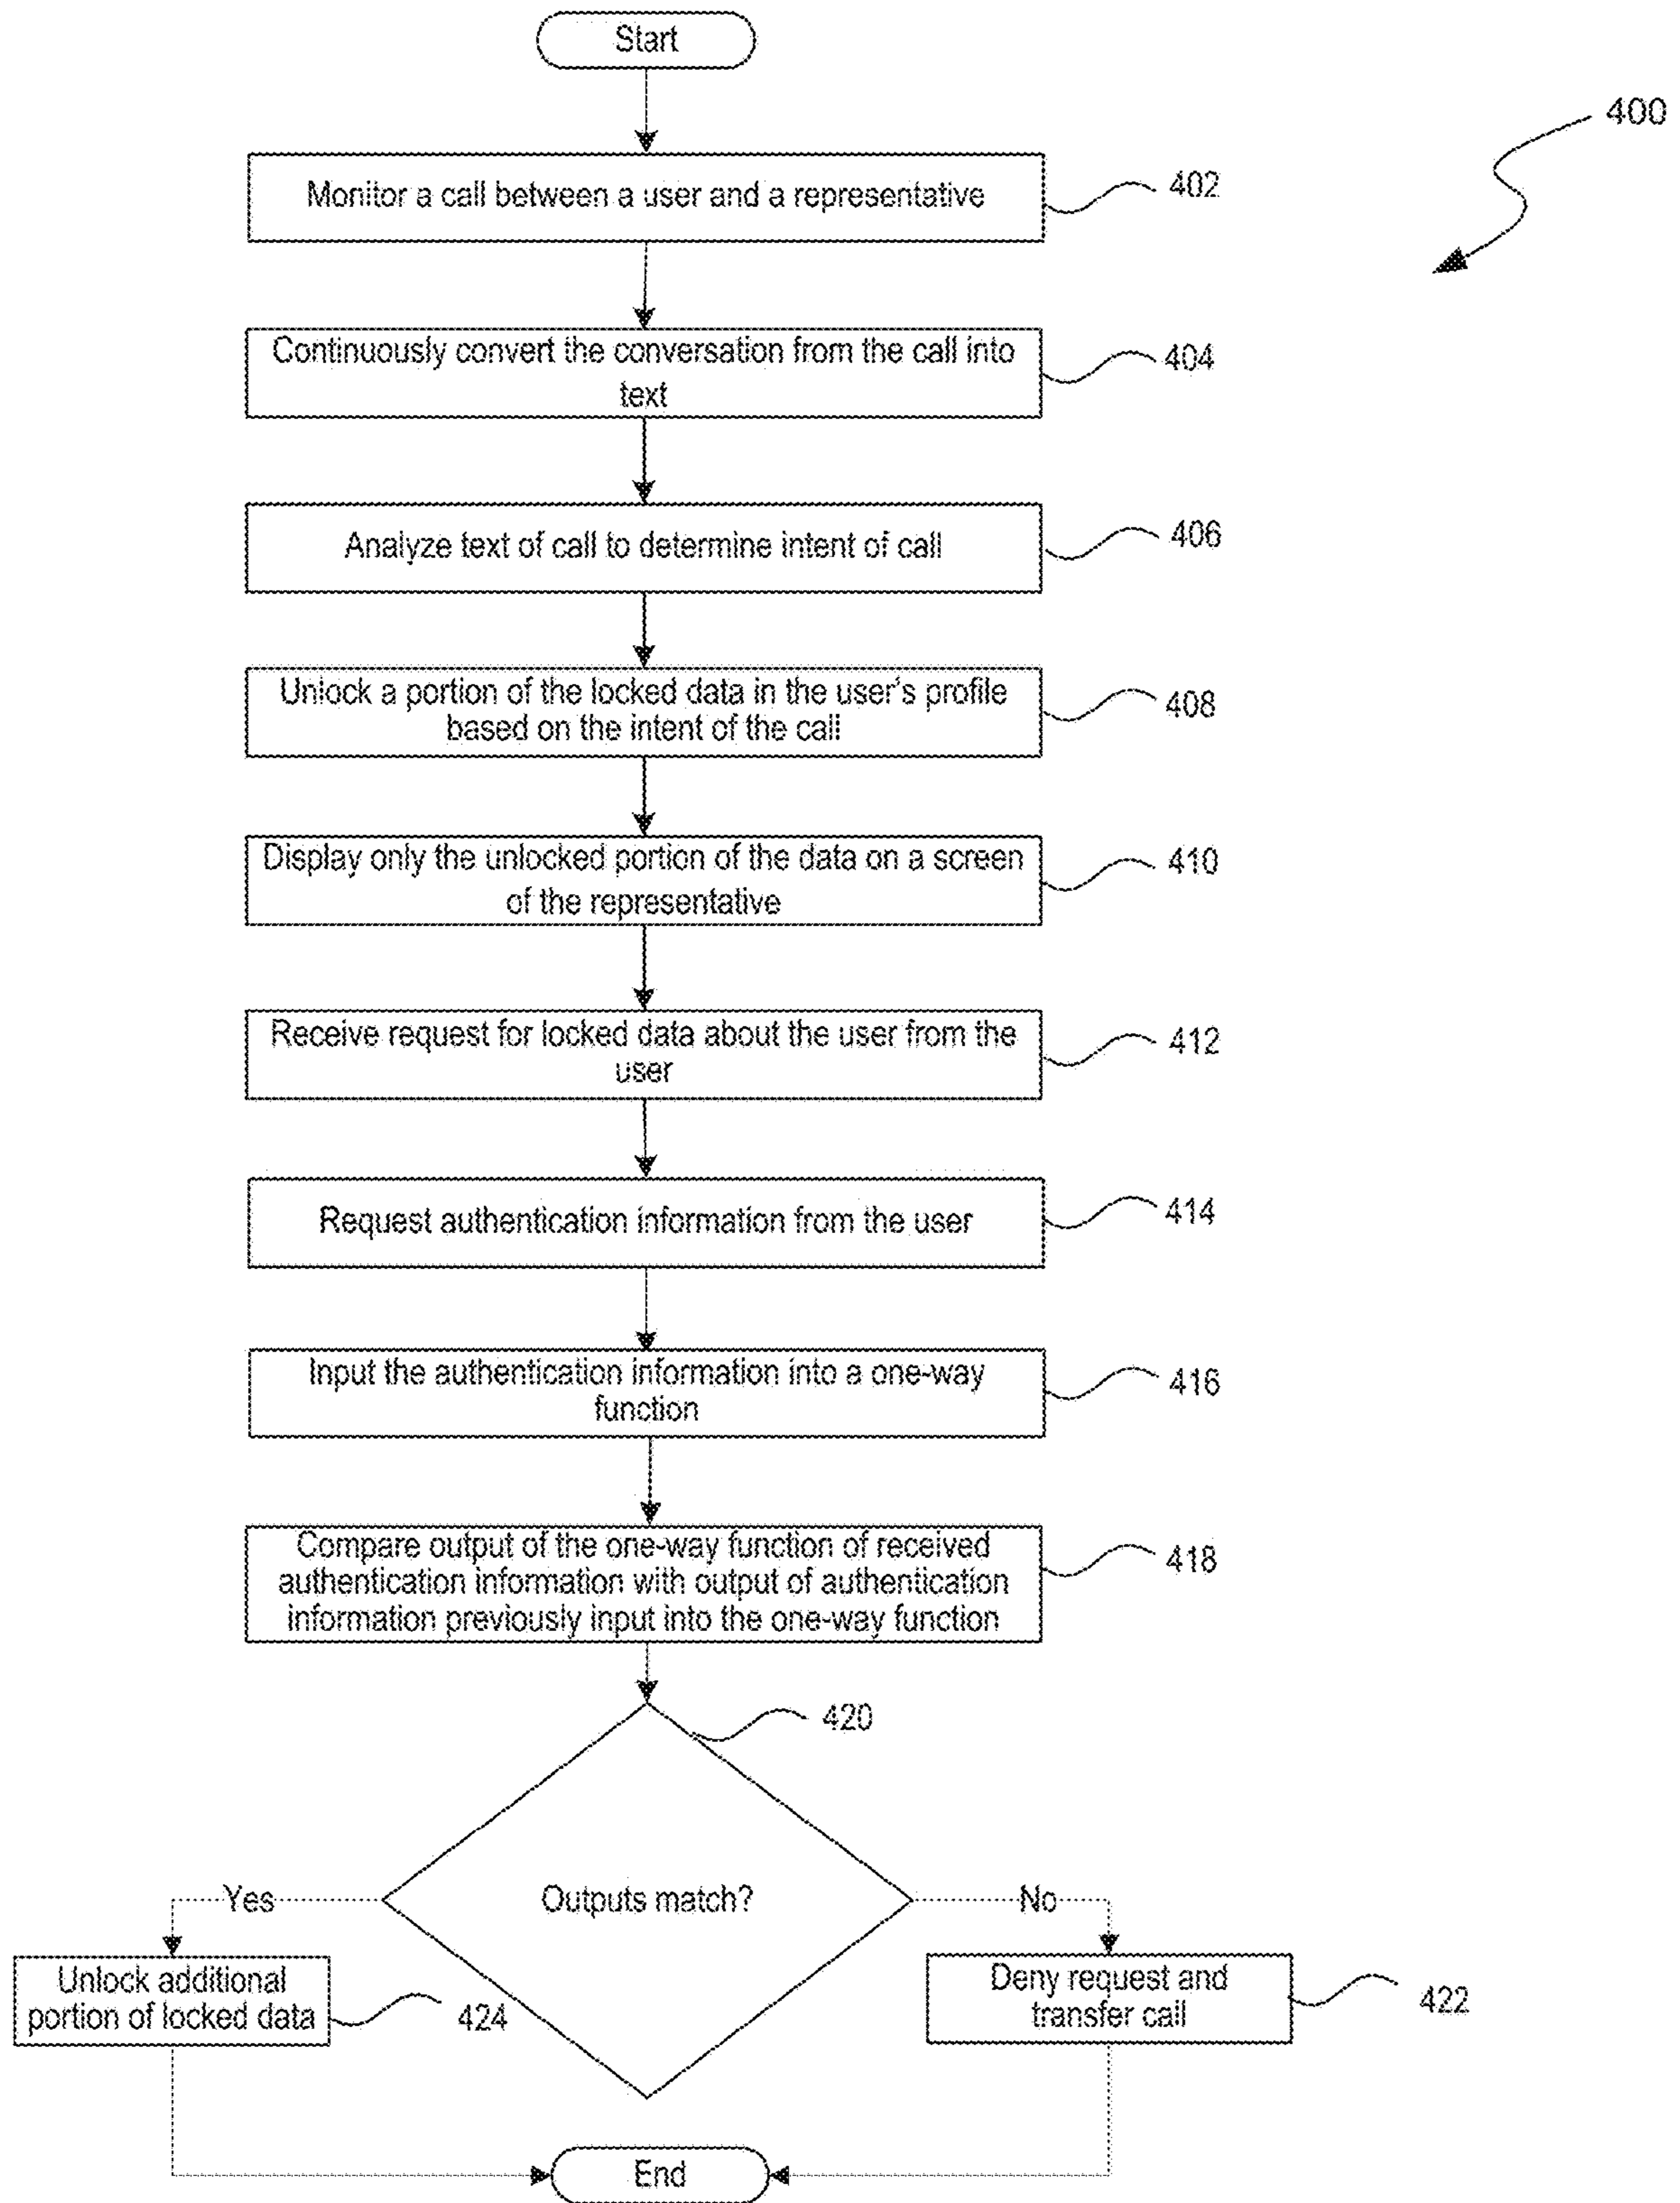 Start
400
Monitor a call between a user and a representative
402
Continuously convert the conversation from the call into
text
404
Analyze text of call to determine intent of call
406
Unlock a portion of the locked data in the user's profile
based on the intent of the call
408
Display only the unlocked portion of the data on a screen
of the representative
410
Receive request for locked data about the user from the
user
412
Request authentication information from the user
414
Input the authentication information into a one-way
function
416
Compare output of the one-way function of received
authentication information with output of authentication
information previously input into the one-way function
418
420
Outputs match?
Yes
No
Unlock additional
portion of locked data
424
Deny request and
transfer call
422
End